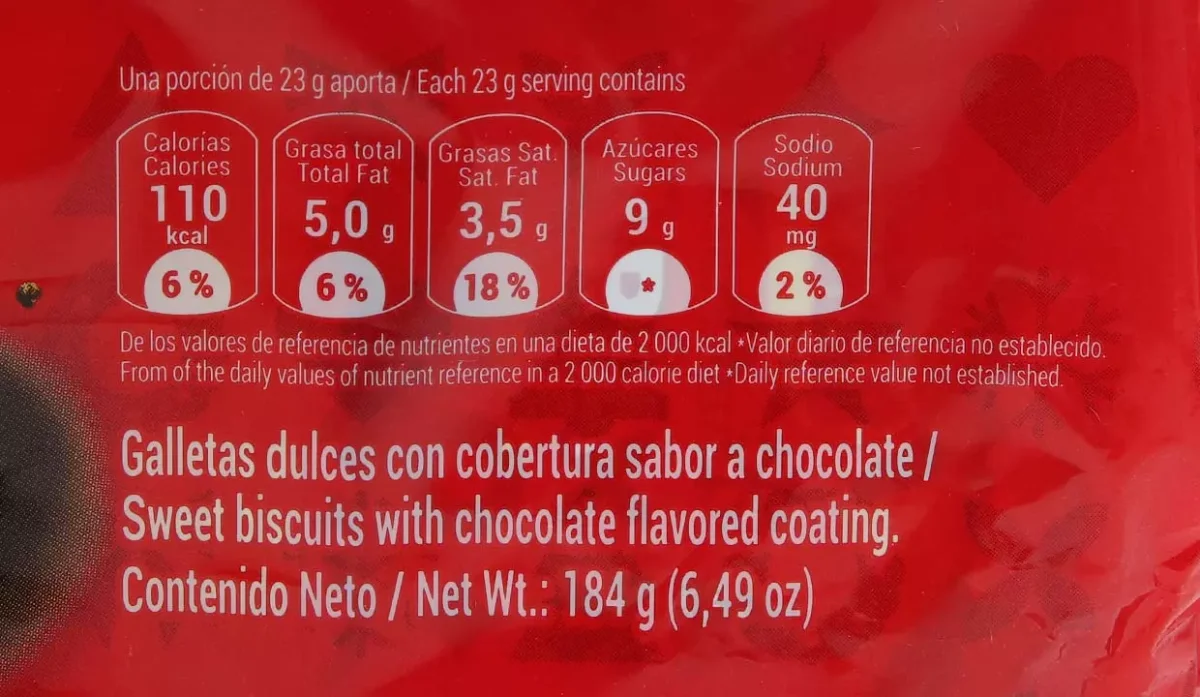 Una porción de 23 g aporta / Each 23 g serving contains
Calorías Grasa total Grasas Sat. Azúcares Sodio
Calories Total Fat Sat. Fat Sugars Sodium
110 5,0 g 3,5 g 9 g 40
kcal mg
6 % 6 % 18 % * 2 %
De los valores de referencia de nutrientes en una dieta de 2 000 kcal *Valor diario de referencia no establecido.
From of the daily values of nutrient reference in a 2 000 calorie diet *Daily reference value not established.
Galletas dulces con cobertura sabor a chocolate /
Sweet biscuits with chocolate flavored coating.
Contenido Neto / Net Wt.: 184 g (6,49 oz)